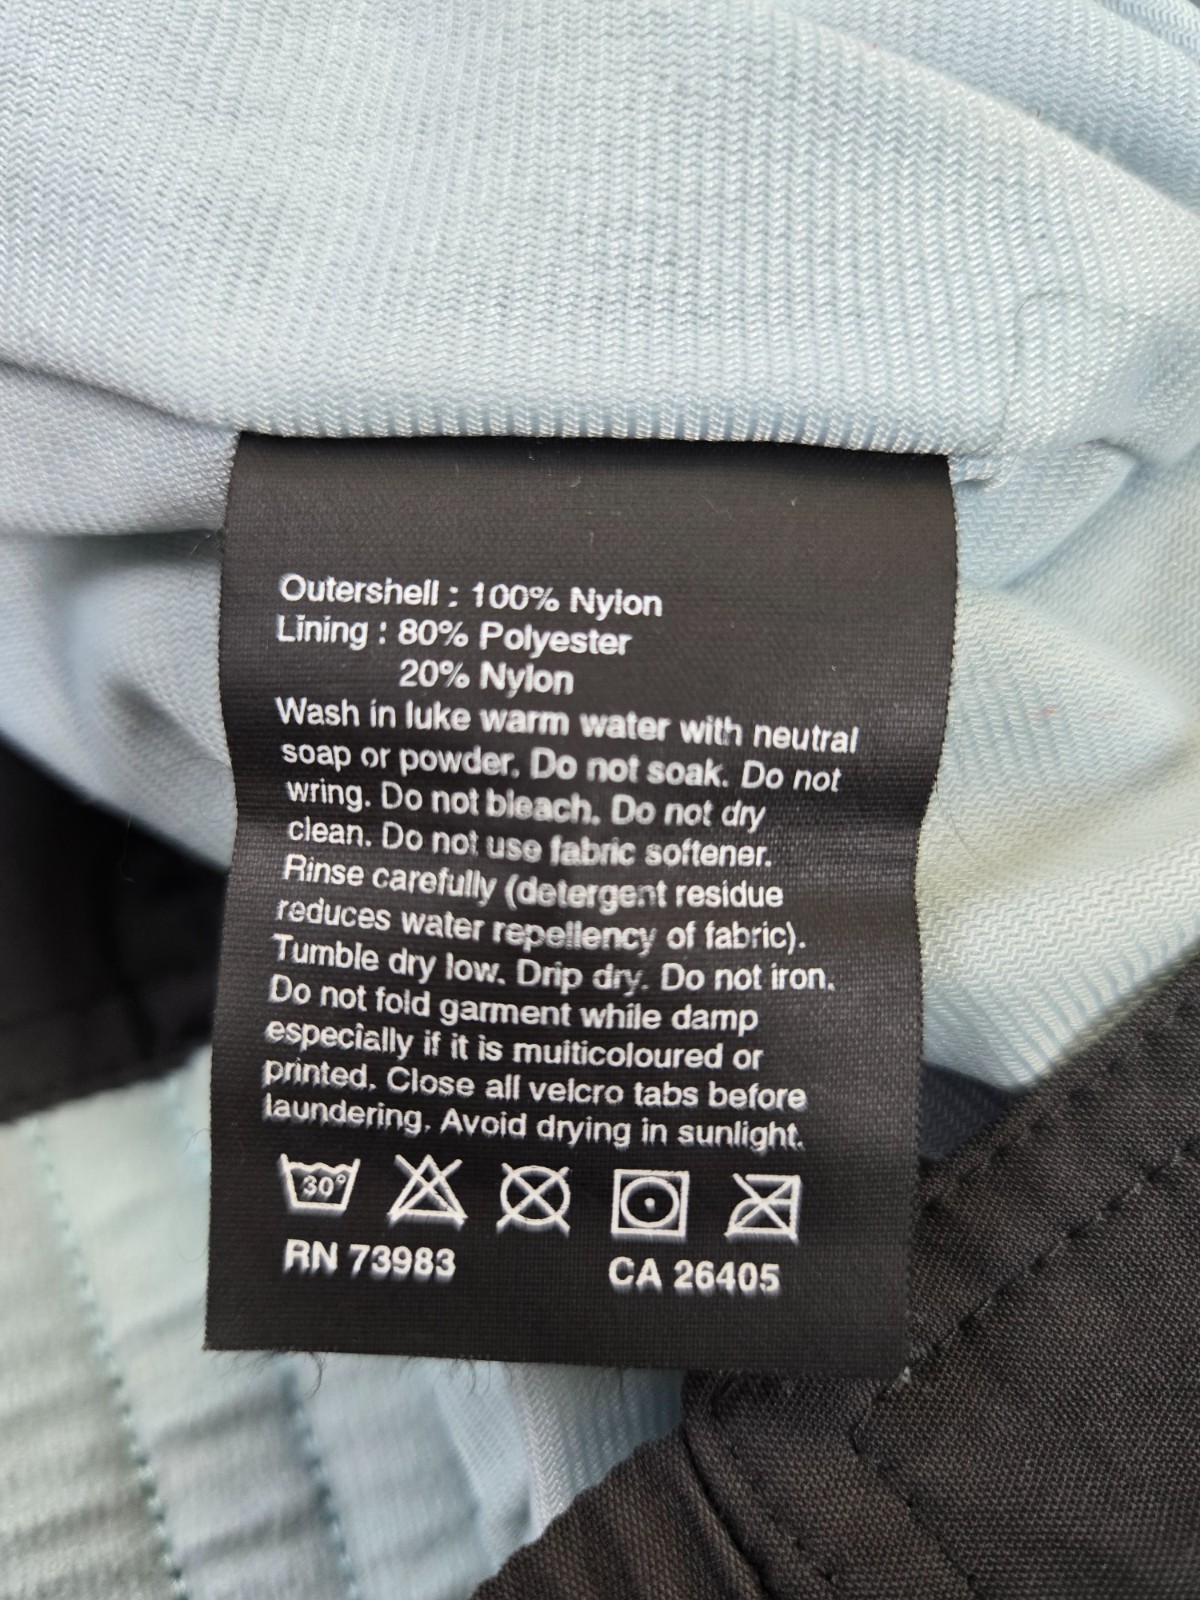 Outershell : 100% Nylon
Lining : 80% Polyester
20% Nylon
Wash in luke warm water with neutral
soap or powder. Do not soak. Do not
wring. Do not bleach. Do not dry
clean. Do not use fabric softener.
Rinse carefully (detergent residue
reduces water repellency of fabric).
Tumble dry low. Drip dry. Do not iron.
Do not fold garment while damp
especially if it is multicoloured or
printed. Close all velcro tabs before
laundering. Avoid drying in sunlight.
30°
RN 73983 CA 26405